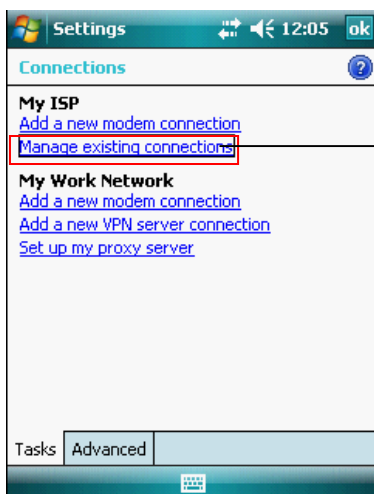 Settings 12:05 ok
Connections
My ISP
Add a new modem connection
Manage existing connections
My Work Network
Add a new modem connection
Add a new VPN server connection
Set up my proxy server
Tasks Advanced